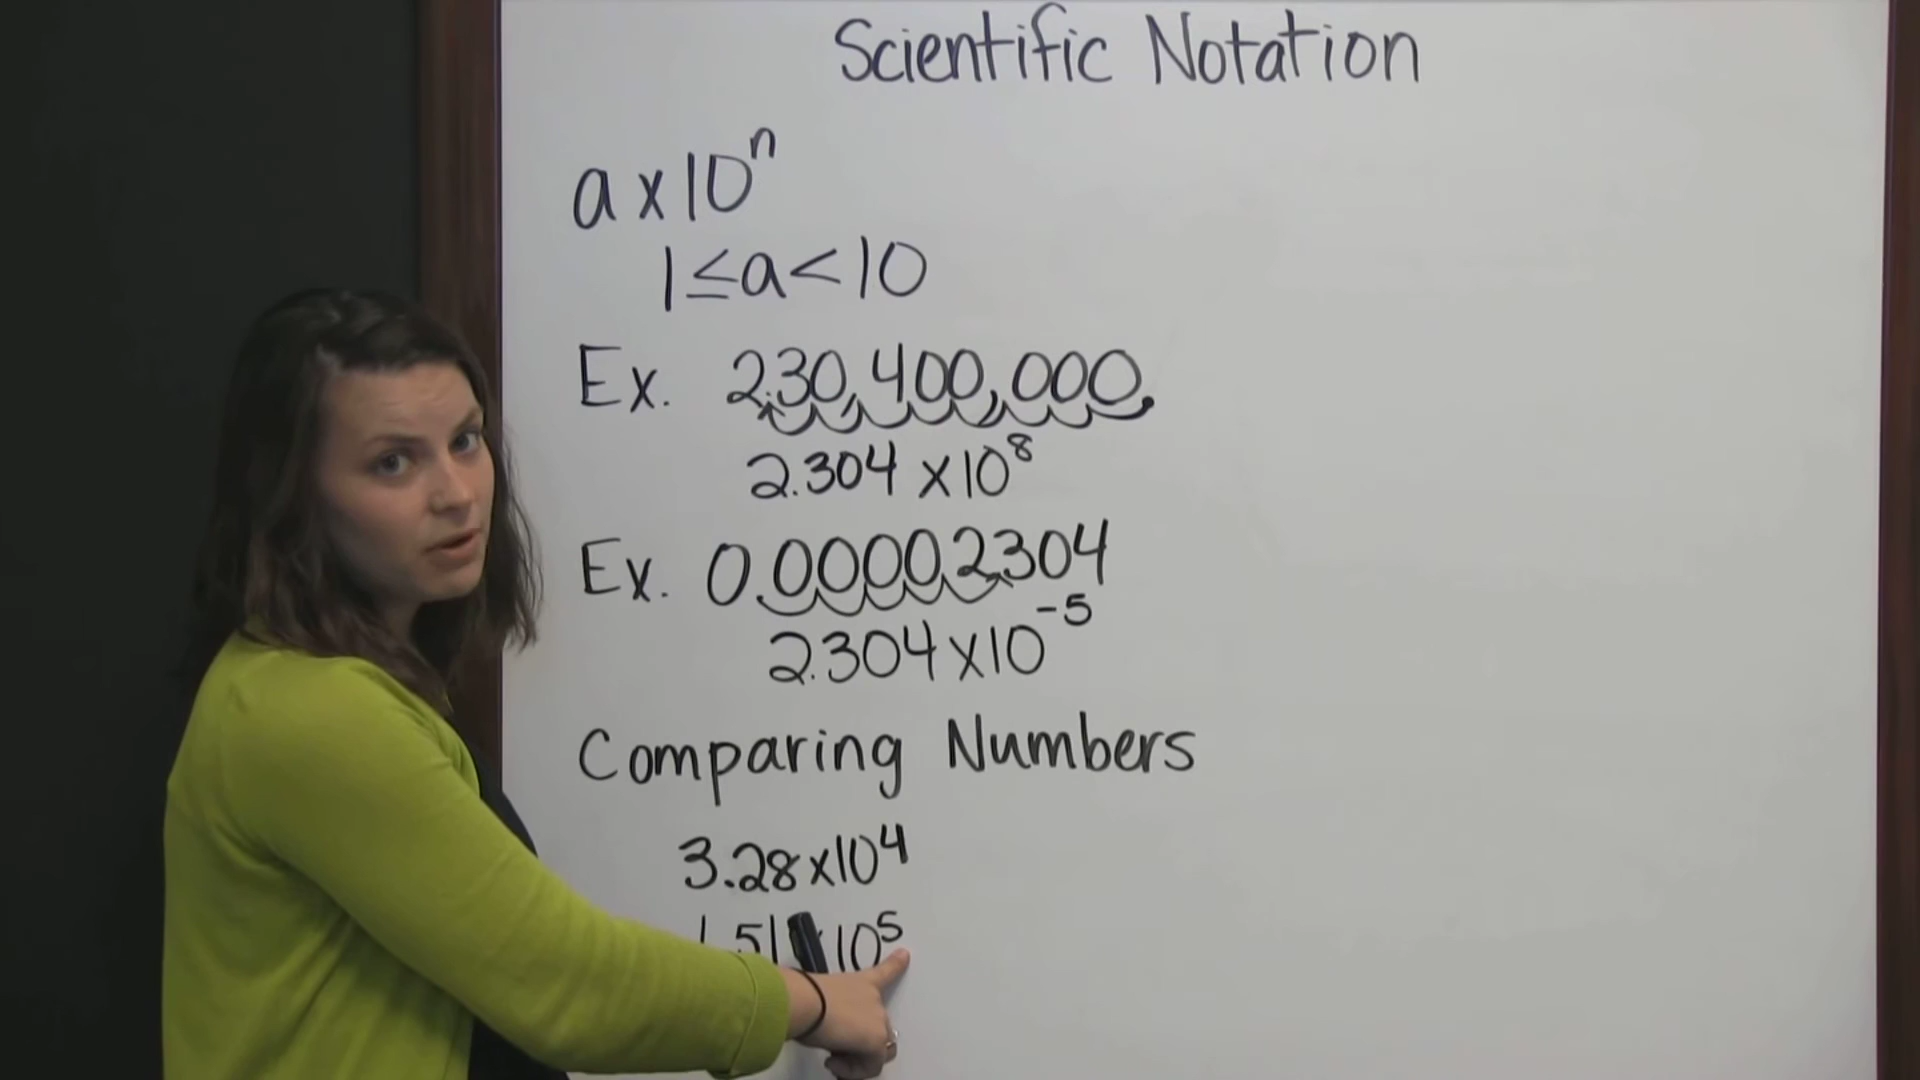 Scientific Notation
a x 10ⁿ
1 ≤ a < 10
Ex. 230,400,000.
2.304 x 10⁸
Ex. 0.00002304
2.304 x 10⁻⁵
Comparing Numbers
3.28 x 10⁴
1.51 x 10⁵